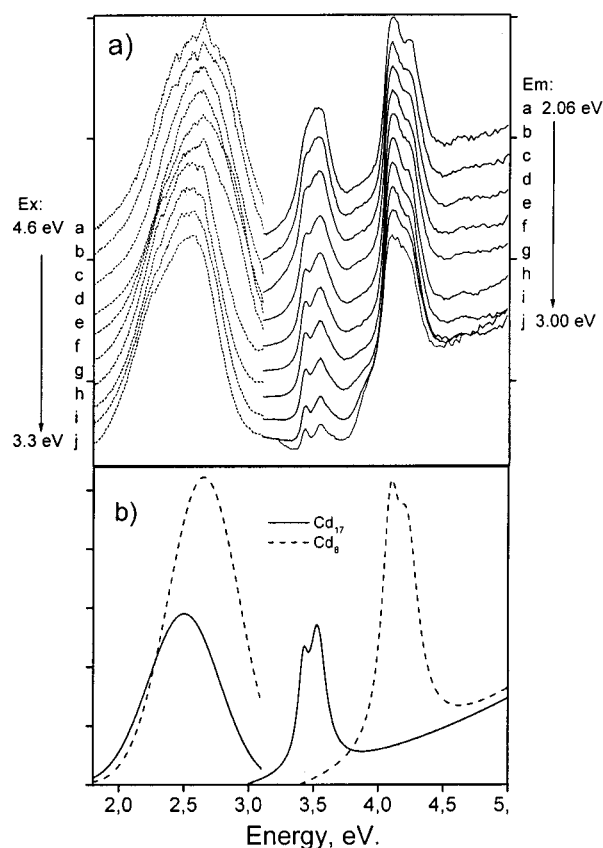 a)
Em:
a 2.06 eV
b
c
d
e
f
g
h
i
j 3.00 eV
Ex:
4.6 eV a
b
c
d
e
f
g
h
i
3.3 eV j
b)
Cd17
Cd8
2,0 2,5 3,0 3,5 4,0 4,5 5,
Energy, eV.